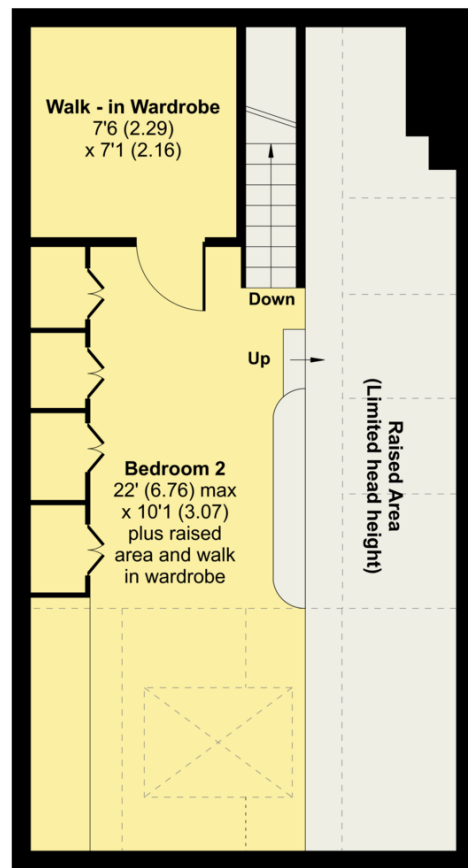 Walk - in Wardrobe
7'6 (2.29)
x 7'1 (2.16)
Down
Up
Raised Area
(Limited head height)
Bedroom 2
22' (6.76) max
x 10'1 (3.07)
plus raised
area and walk
in wardrobe